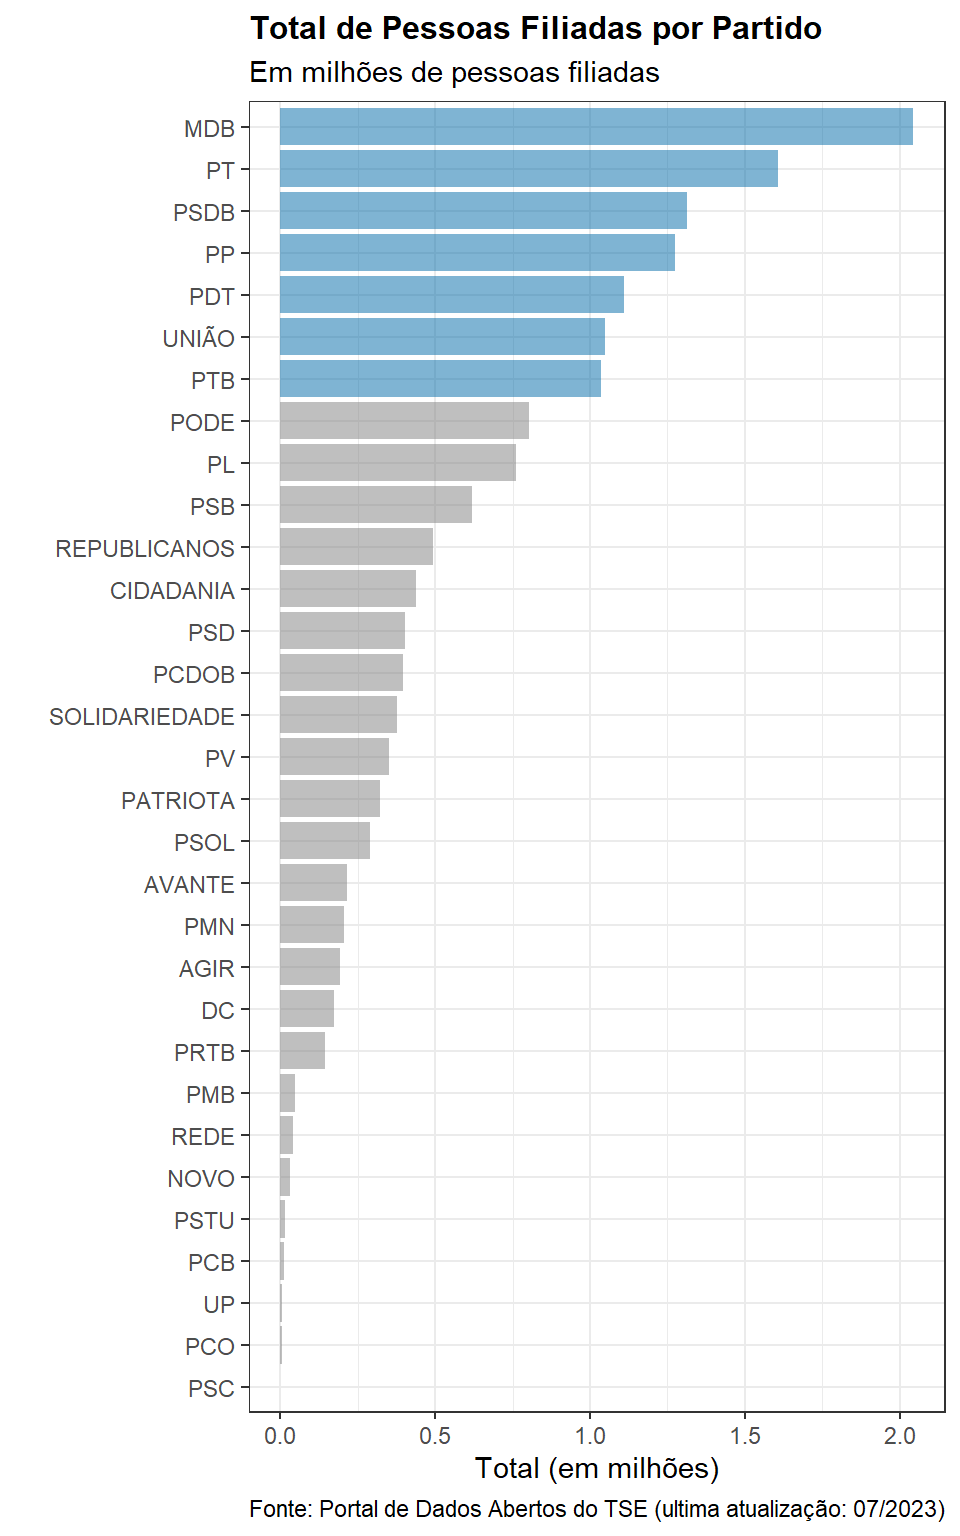 Total de Pessoas Filiadas por Partido
Em milhões de pessoas filiadas
MDB
PT
PSDB
PP
PDT
UNIÃO
PTB
PODE
PL
PSB
REPUBLICANOS
CIDADANIA
PSD
PCDOB
SOLIDARIEDADE
PV
PATRIOTA
PSOL
AVANTE
PMN
AGIR
DC
PRTB
PMB
REDE
NOVO
PSTU
PCB
UP
PCO
PSC
0.0 0.5 1.0 1.5 2.0
Total (em milhões)
Fonte: Portal de Dados Abertos do TSE (ultima atualização: 07/2023)